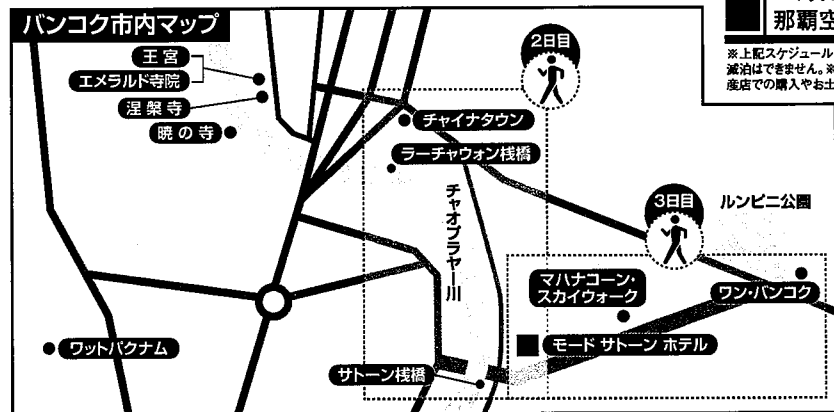 バンコク市内マップ
王宮
エメラルド寺院
涅槃寺
暁の寺
2日目
チャイナタウン
ラーチャウォン桟橋
チャオプラヤー川
3日目
ルンピニ公園
マハナコーン・
スカイウォーク
ワン・バンコク
モード サトーン ホテル
ワットパクナム
サトーン桟橋
那覇空
※上記スケジュール
減泊はできません。※
産店での購入やお土